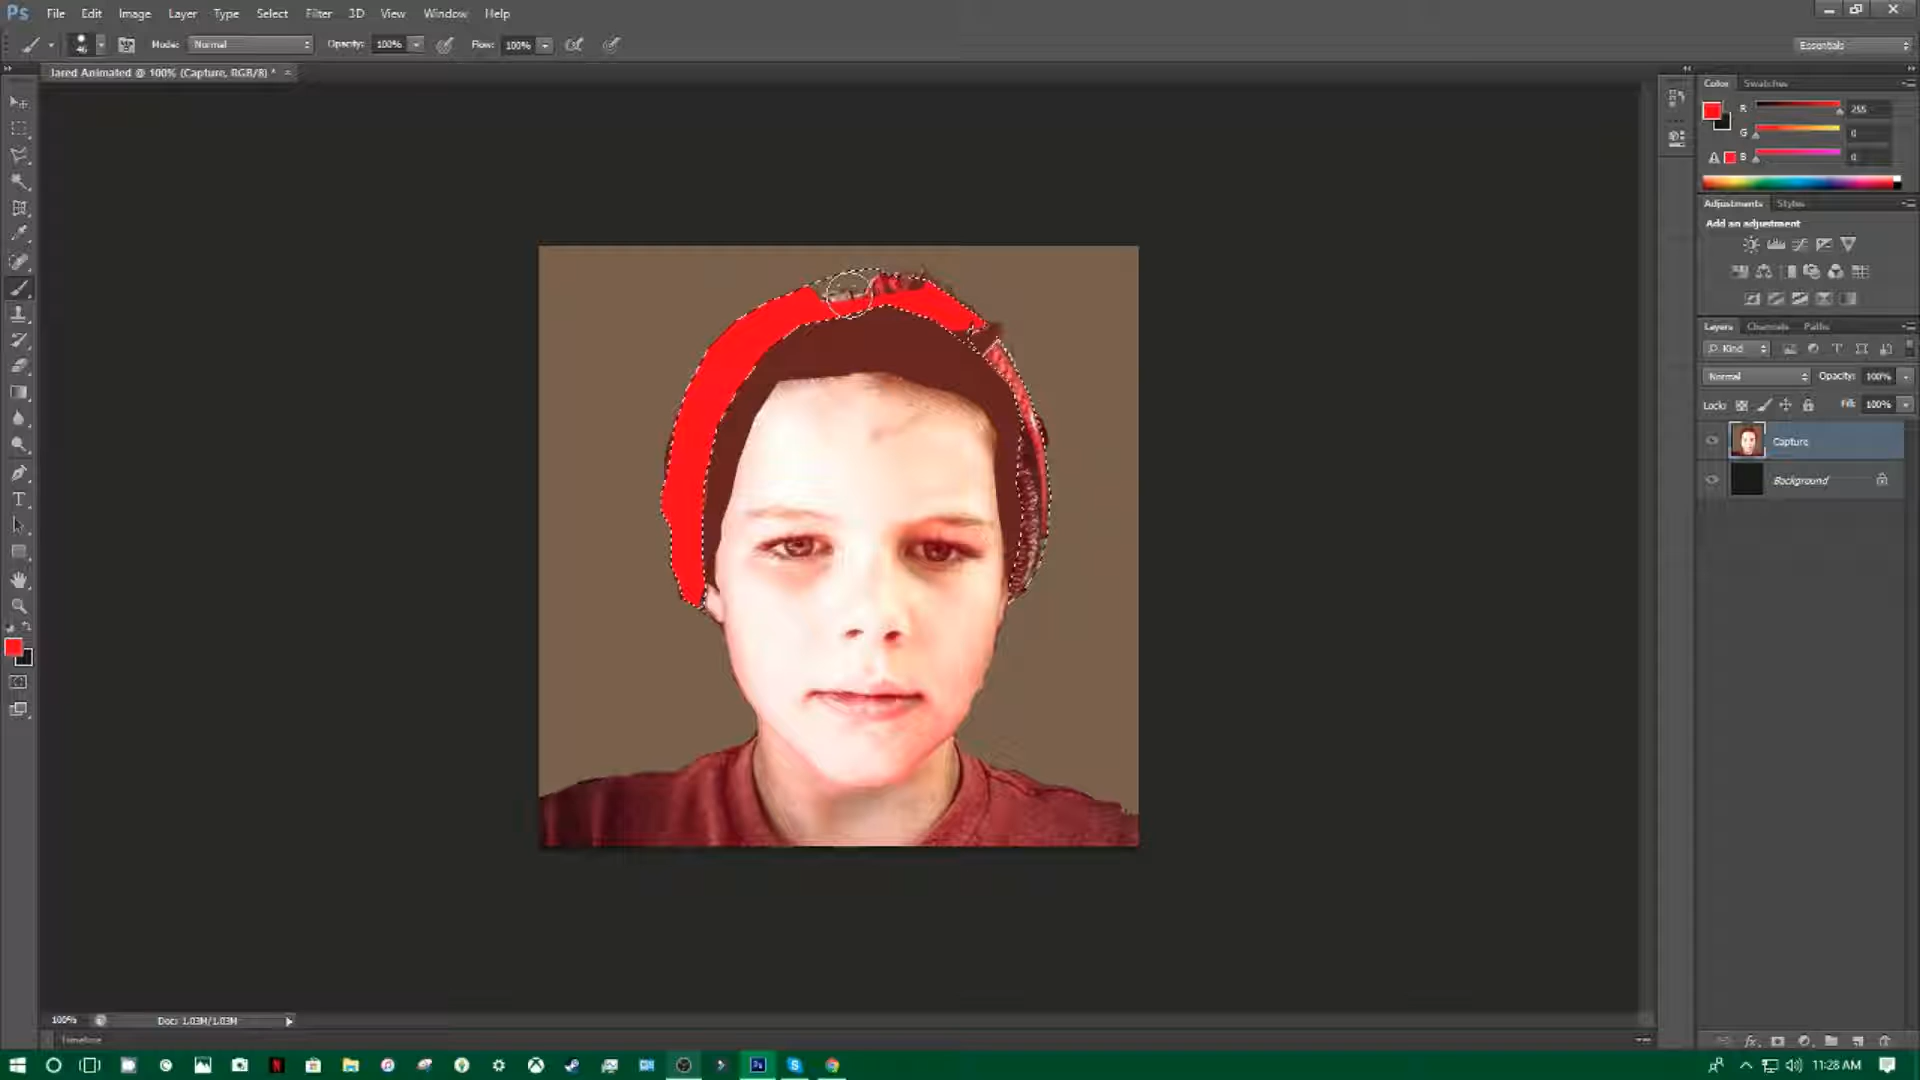 Ps File Edit Image Layer Type Select Filter 3D View Window Help
46 Mode: Normal Opacity: 100% Flow: 100% Essentials
Jared Animated @ 100% (Capture, RGB/8) * ×
Color Swatches
R 255
G 0
B 0
Adjustments Styles
Add an adjustment
Layers Channels Paths
Kind
Normal Opacity: 100%
Lock: Fill: 100%
Capture
Background
100% Doc: 1.03M/1.03M
Timeline
11:28 AM